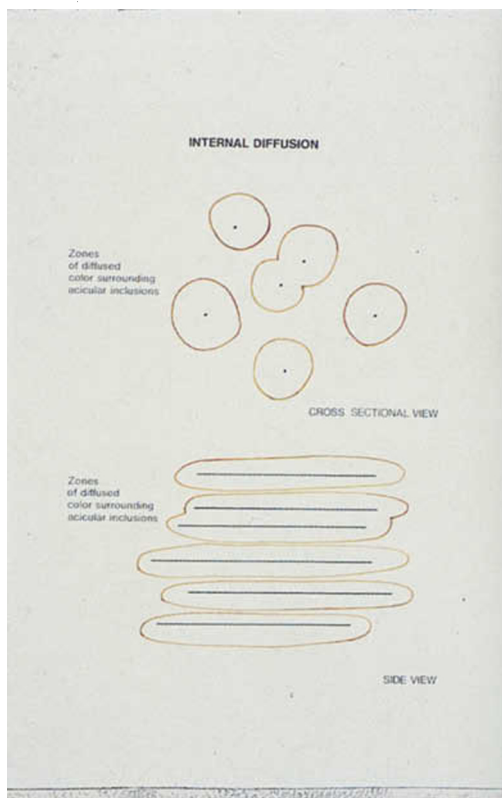 INTERNAL DIFFUSION
Zones
of diffused
color surrounding
acicular inclusions
CROSS SECTIONAL VIEW
Zones
of diffused
color surrounding
acicular inclusions
SIDE VIEW